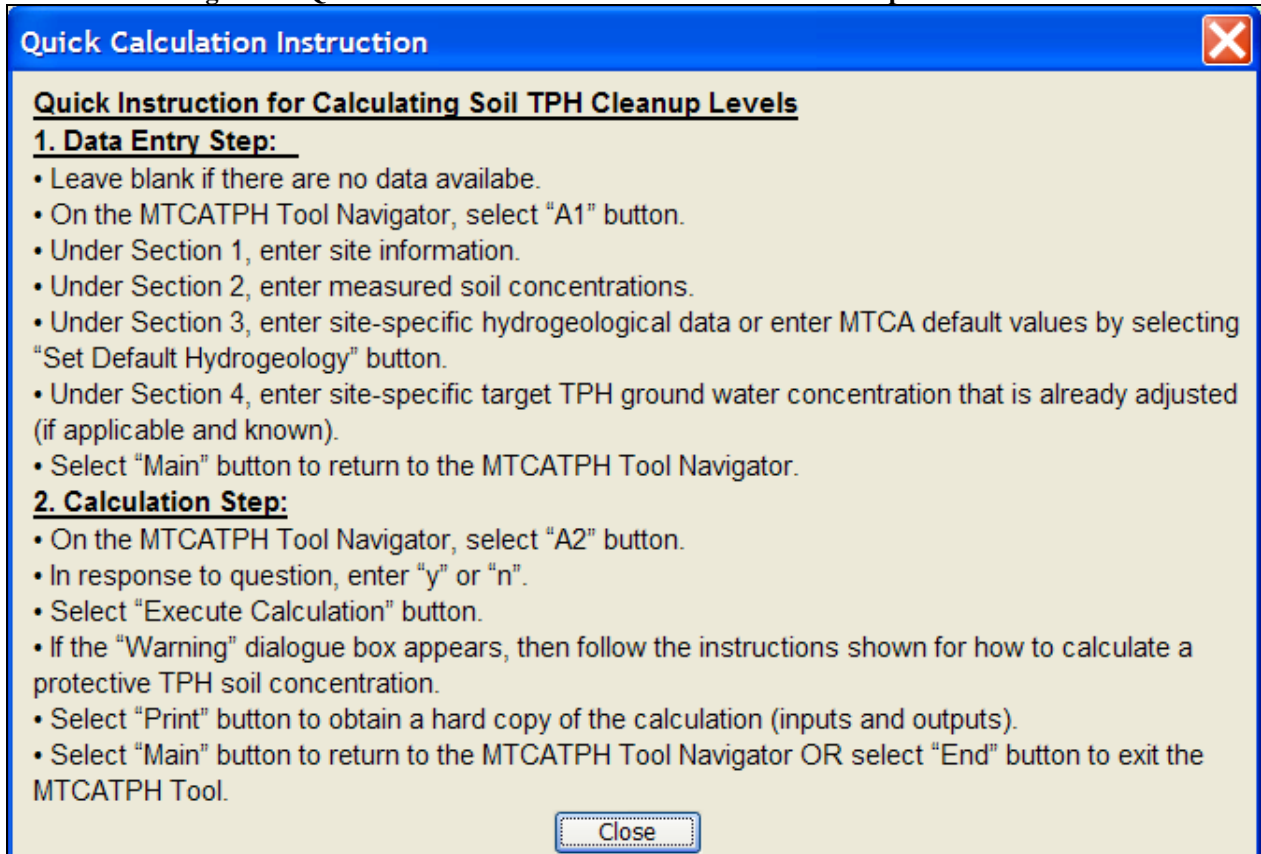 Quick Calculation Instruction
Quick Instruction for Calculating Soil TPH Cleanup Levels
1. Data Entry Step:
• Leave blank if there are no data availabe.
• On the MTCATPH Tool Navigator, select “A1” button.
• Under Section 1, enter site information.
• Under Section 2, enter measured soil concentrations.
• Under Section 3, enter site-specific hydrogeological data or enter MTCA default values by selecting
“Set Default Hydrogeology” button.
• Under Section 4, enter site-specific target TPH ground water concentration that is already adjusted
(if applicable and known).
• Select “Main” button to return to the MTCATPH Tool Navigator.
2. Calculation Step:
• On the MTCATPH Tool Navigator, select “A2” button.
• In response to question, enter “y” or “n”.
• Select “Execute Calculation” button.
• If the “Warning” dialogue box appears, then follow the instructions shown for how to calculate a
protective TPH soil concentration.
• Select “Print” button to obtain a hard copy of the calculation (inputs and outputs).
• Select “Main” button to return to the MTCATPH Tool Navigator OR select “End” button to exit the
MTCATPH Tool.
Close